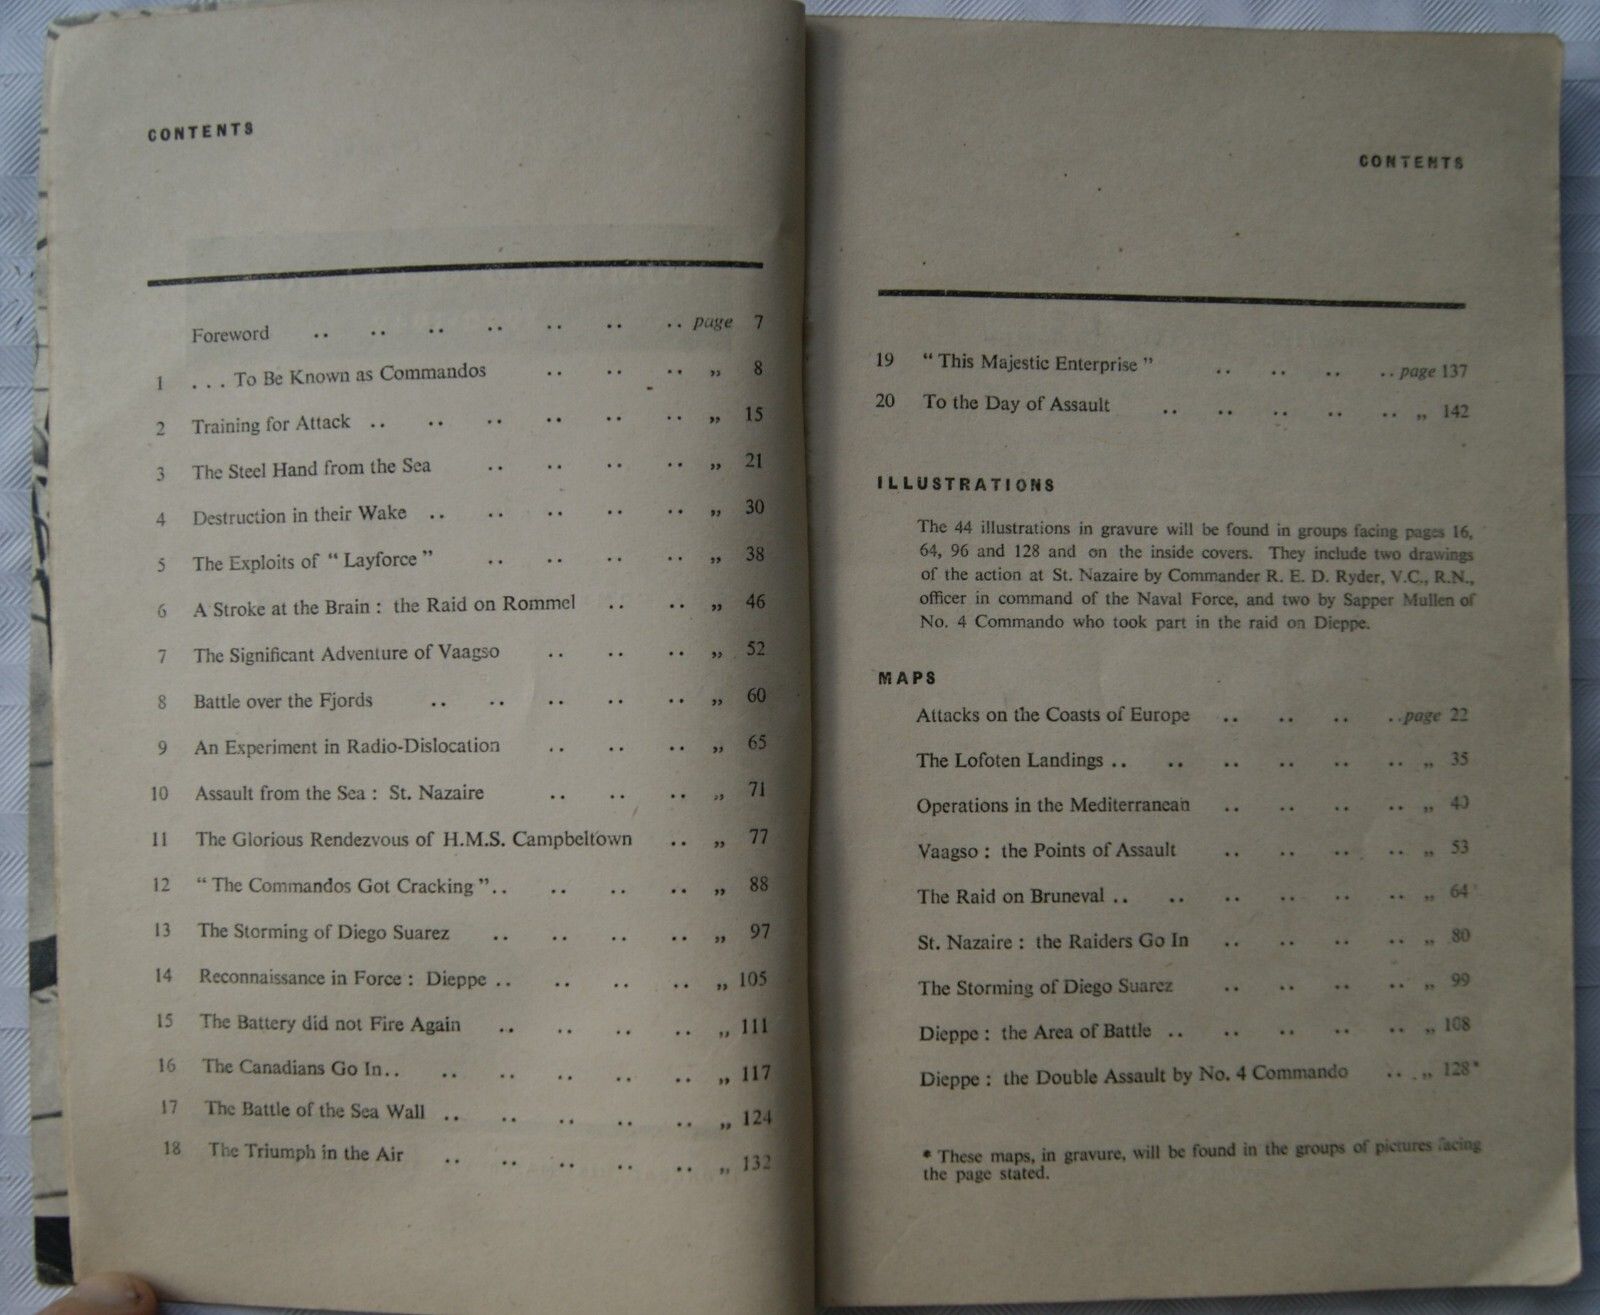 CONTENTS
Foreword .. .. .. .. .. .. .. page 7
1 . . . To Be Known as Commandos .. .. .. „ 8
2 Training for Attack .. .. .. .. .. .. „ 15
3 The Steel Hand from the Sea .. .. .. .. „ 21
4 Destruction in their Wake .. .. .. .. .. „ 30
5 The Exploits of “ Layforce ” .. .. .. .. „ 38
6 A Stroke at the Brain : the Raid on Rommel .. .. „ 46
7 The Significant Adventure of Vaagso .. .. .. „ 52
8 Battle over the Fjords .. .. .. .. .. „ 60
9 An Experiment in Radio-Dislocation .. .. .. „ 65
10 Assault from the Sea : St. Nazaire .. .. .. „ 71
11 The Glorious Rendezvous of H.M.S. Campbeltown .. „ 77
12 “ The Commandos Got Cracking ”.. .. .. .. „ 88
13 The Storming of Diego Suarez .. .. .. .. „ 97
14 Reconnaissance in Force : Dieppe .. .. .. .. „ 105
15 The Battery did not Fire Again .. .. .. .. „ 111
16 The Canadians Go In.. .. .. .. .. .. „ 117
17 The Battle of the Sea Wall .. .. .. .. .. „ 124
18 The Triumph in the Air .. .. .. .. .. „ 132
CONTENTS
19 “ This Majestic Enterprise ” .. .. .. .. page 137
20 To the Day of Assault .. .. .. .. .. „ 142
ILLUSTRATIONS
The 44 illustrations in gravure will be found in groups facing pages 16,
64, 96 and 128 and on the inside covers. They include two drawings
of the action at St. Nazaire by Commander R. E. D. Ryder, V.C., R.N.,
officer in command of the Naval Force, and two by Sapper Mullen of
No. 4 Commando who took part in the raid on Dieppe.
MAPS
Attacks on the Coasts of Europe .. .. .. .. page 22
The Lofoten Landings .. .. .. .. .. .. „ 35
Operations in the Mediterranean .. .. .. .. „ 40
Vaagso : the Points of Assault .. .. .. .. „ 53
The Raid on Bruneval .. .. .. .. .. .. „ 64*
St. Nazaire : the Raiders Go In .. .. .. .. „ 80
The Storming of Diego Suarez .. .. .. .. „ 99
Dieppe : the Area of Battle .. .. .. .. .. „ 108
Dieppe : the Double Assault by No. 4 Commando .. „ 128*
* These maps, in gravure, will be found in the groups of pictures facing
the page stated.